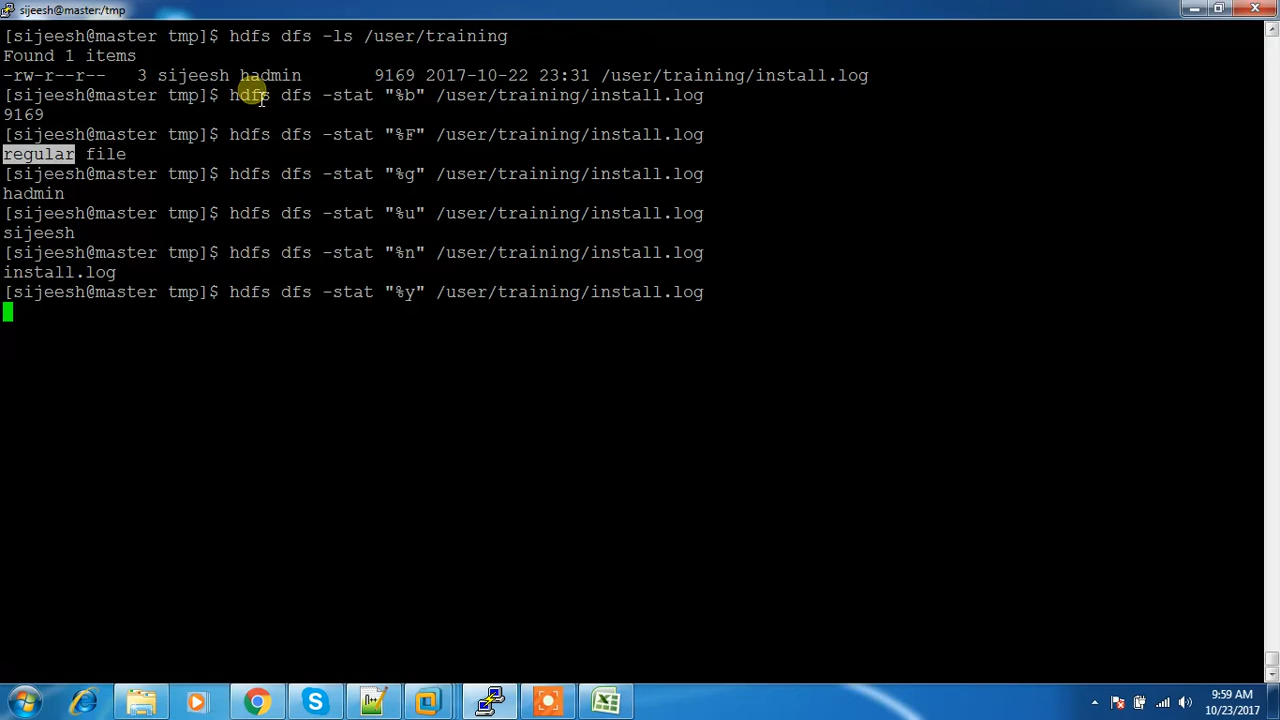 sijeesh@master:/tmp
[sijeesh@master tmp]$ hdfs dfs -ls /user/training
Found 1 items
-rw-r--r--   3 sijeesh hadmin       9169 2017-10-22 23:31 /user/training/install.log
[sijeesh@master tmp]$ hdfs dfs -stat "%b" /user/training/install.log
9169
[sijeesh@master tmp]$ hdfs dfs -stat "%F" /user/training/install.log
regular file
[sijeesh@master tmp]$ hdfs dfs -stat "%g" /user/training/install.log
hadmin
[sijeesh@master tmp]$ hdfs dfs -stat "%u" /user/training/install.log
sijeesh
[sijeesh@master tmp]$ hdfs dfs -stat "%n" /user/training/install.log
install.log
[sijeesh@master tmp]$ hdfs dfs -stat "%y" /user/training/install.log
9:59 AM
10/23/2017